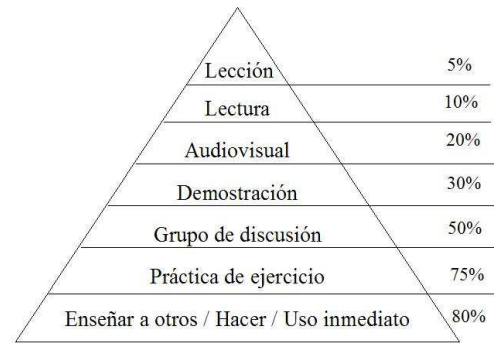 Lección 5%
Lectura 10%
Audiovisual 20%
Demostración 30%
Grupo de discusión 50%
Práctica de ejercicio 75%
Enseñar a otros / Hacer / Uso inmediato 80%